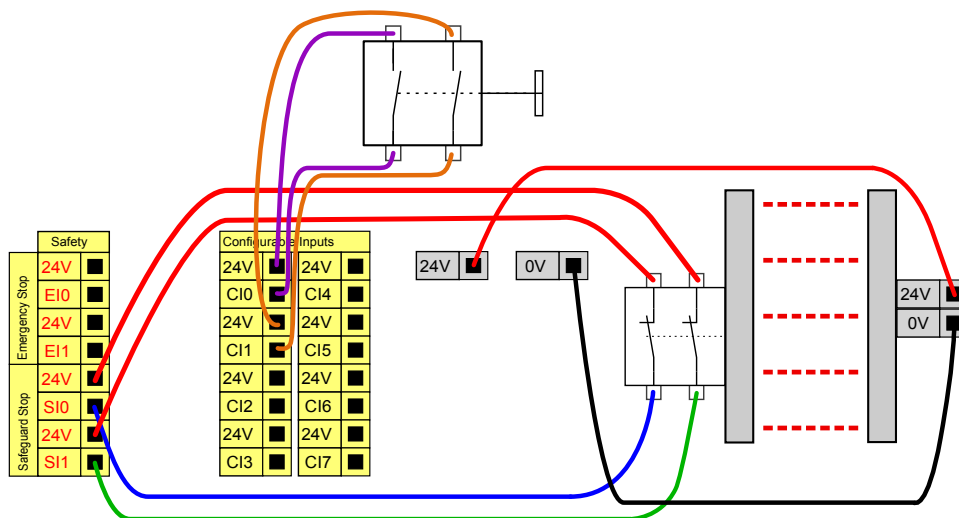 Safety
Emergency Stop
24V
EI0
24V
EI1
Safeguard Stop
24V
SI0
24V
SI1
Configurable Inputs
24V 24V
CI0 CI4
24V 24V
CI1 CI5
24V 24V
CI2 CI6
24V 24V
CI3 CI7
24V
0V
24V
0V